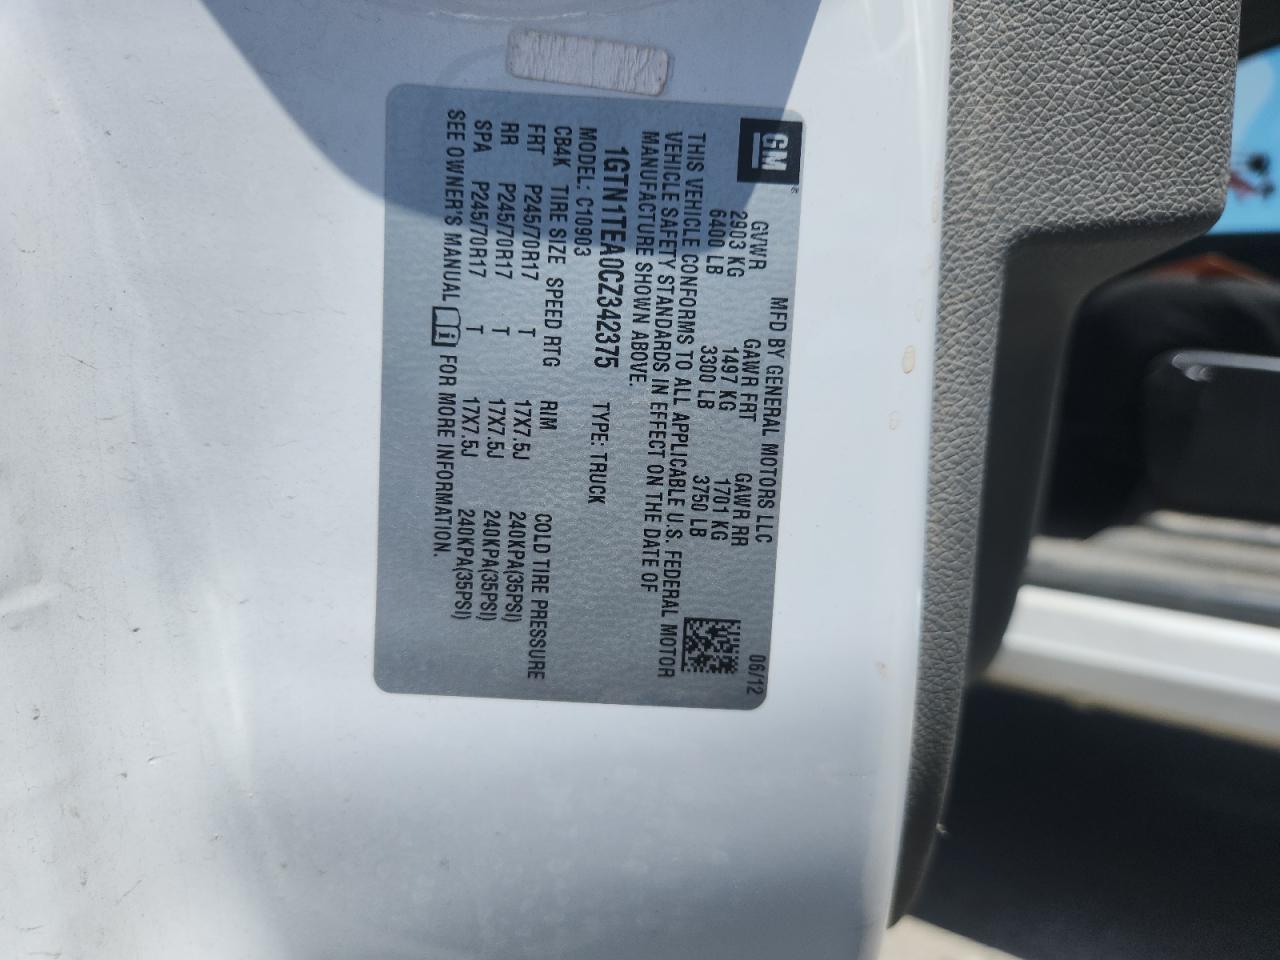 GM
MFD BY GENERAL MOTORS LLC 06/12
GVWR GAWR FRT GAWR RR
2903 KG 1497 KG 1701 KG
6400 LB 3300 LB 3750 LB
THIS VEHICLE CONFORMS TO ALL APPLICABLE U.S. FEDERAL MOTOR
VEHICLE SAFETY STANDARDS IN EFFECT ON THE DATE OF
MANUFACTURE SHOWN ABOVE.
1GTN1TEA0CZ342375 TYPE: TRUCK
MODEL: C10903
CB4K TIRE SIZE SPEED RTG RIM COLD TIRE PRESSURE
FRT P245/70R17 T 17X7.5J 240KPA(35PSI)
RR P245/70R17 T 17X7.5J 240KPA(35PSI)
SPA P245/70R17 T 17X7.5J 240KPA(35PSI)
SEE OWNER'S MANUAL i FOR MORE INFORMATION.